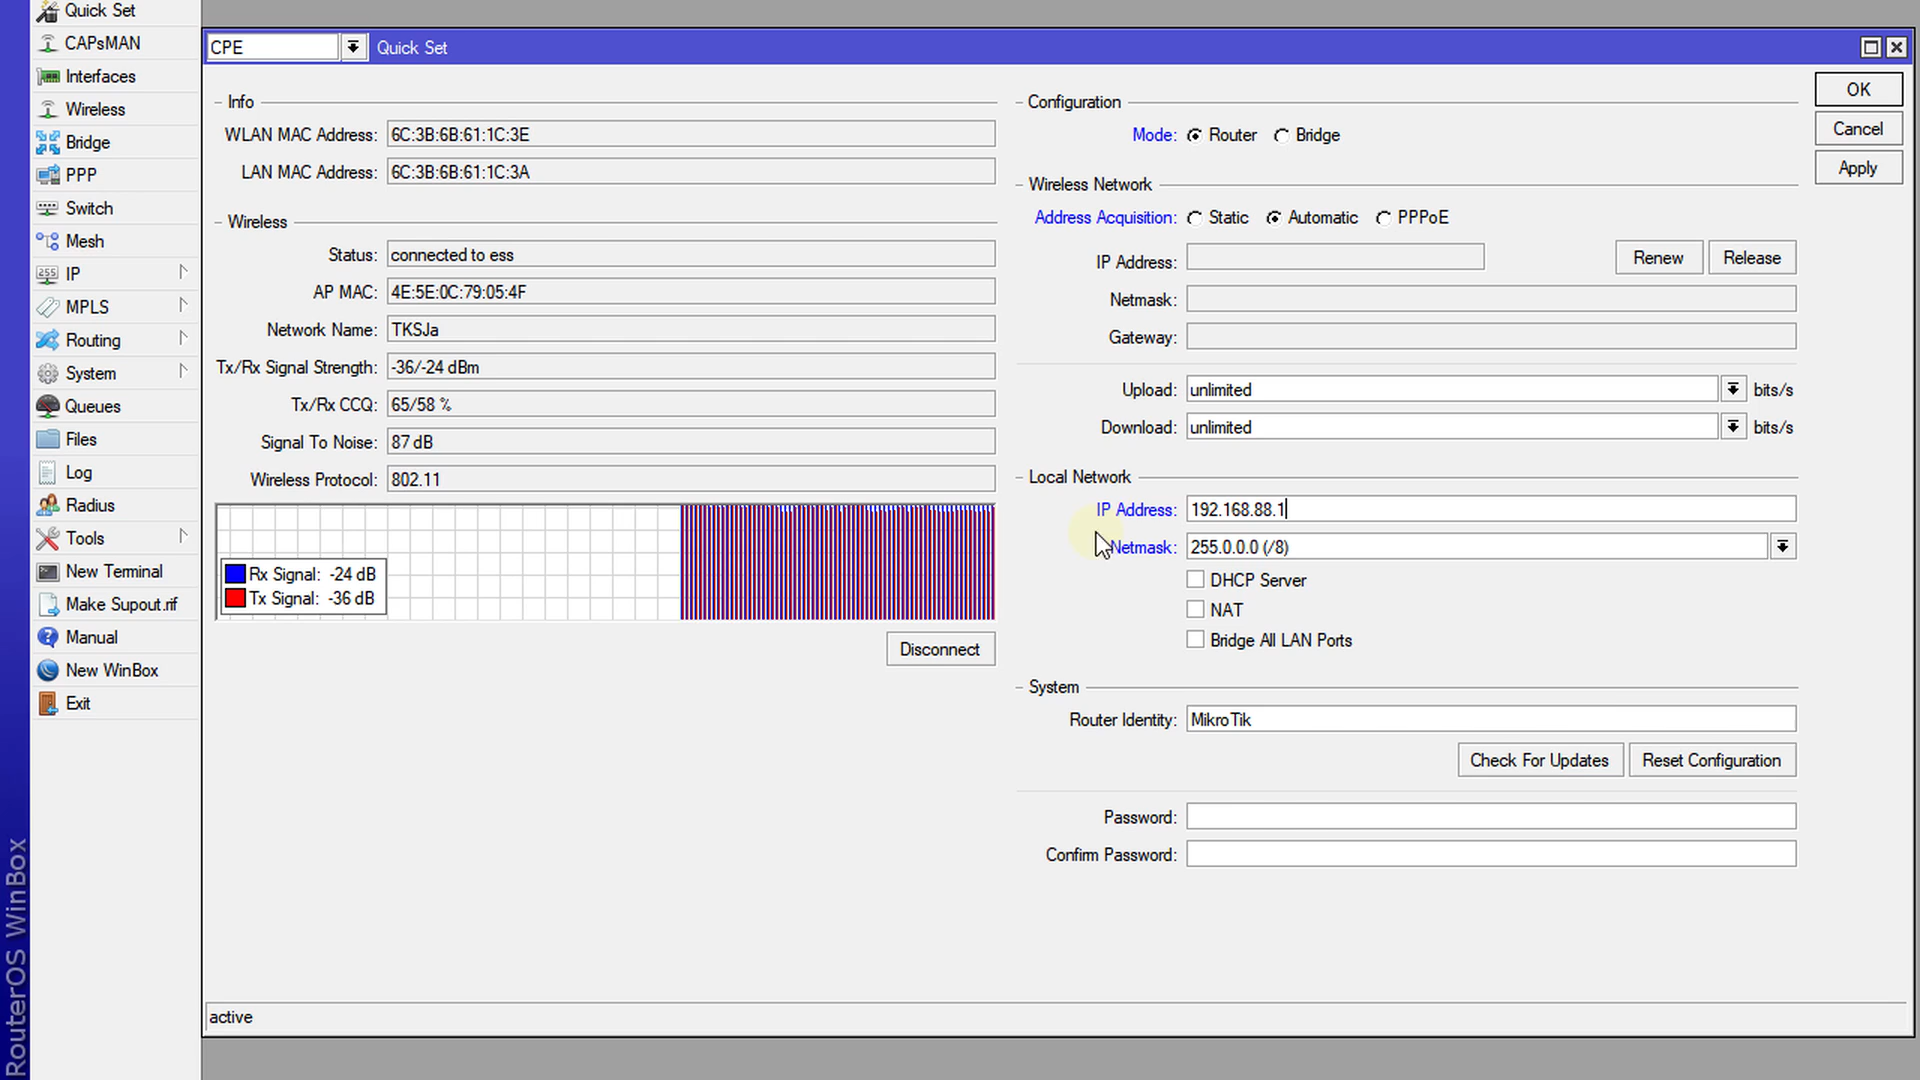 Quick Set
CAPsMAN
Interfaces
Wireless
Bridge
PPP
Switch
Mesh
255 IP
MPLS
Routing
System
Queues
Files
Log
Radius
Tools
New Terminal
Make Supout.rif
Manual
New WinBox
Exit
RouterOS WinBox
CPE Quick Set
Info
WLAN MAC Address: 6C:3B:6B:61:1C:3E
LAN MAC Address: 6C:3B:6B:61:1C:3A
Wireless
Status: connected to ess
AP MAC: 4E:5E:0C:79:05:4F
Network Name: TKSJa
Tx/Rx Signal Strength: -36/-24 dBm
Tx/Rx CCQ: 65/58 %
Signal To Noise: 87 dB
Wireless Protocol: 802.11
Rx Signal: -24 dB
Tx Signal: -36 dB
Disconnect
Configuration
Mode: Router Bridge
Wireless Network
Address Acquisition: Static Automatic PPPoE
IP Address: Renew Release
Netmask:
Gateway:
Upload: unlimited bits/s
Download: unlimited bits/s
Local Network
IP Address: 192.168.88.1
Netmask: 255.0.0.0 (/8)
DHCP Server
NAT
Bridge All LAN Ports
System
Router Identity: MikroTik
Check For Updates Reset Configuration
Password:
Confirm Password:
OK
Cancel
Apply
active